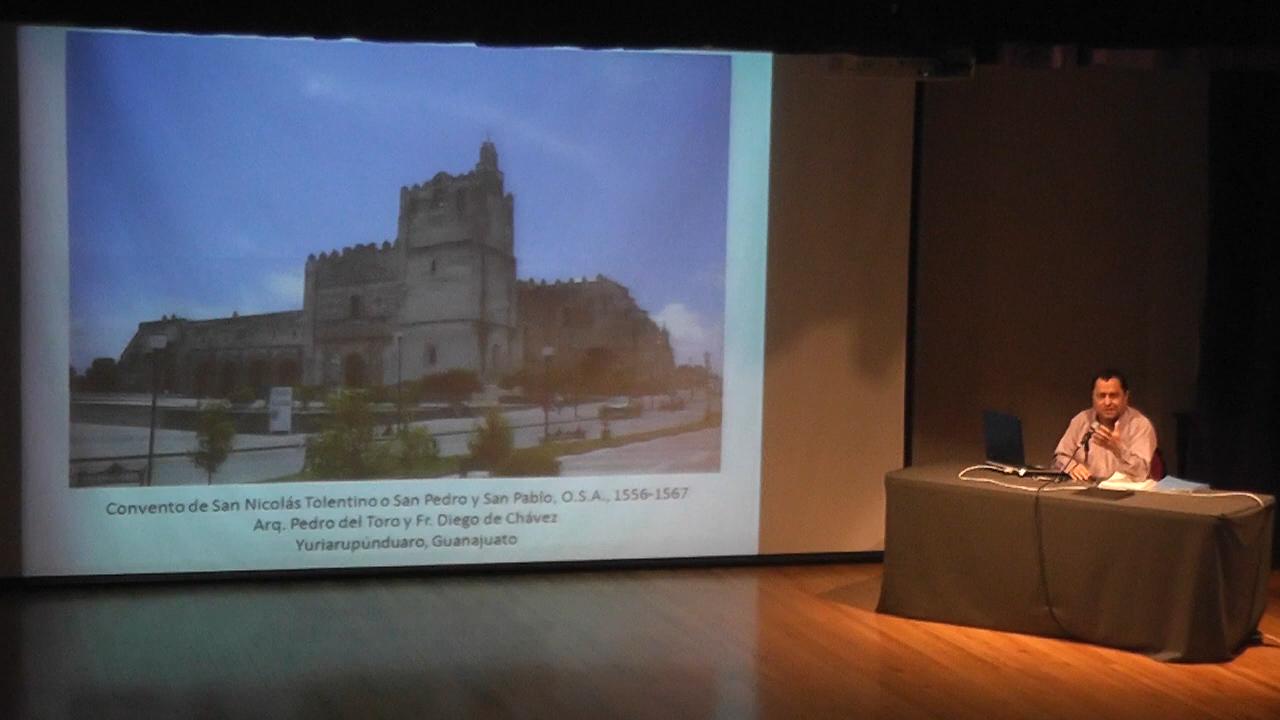 Convento de San Nicolás Tolentino o San Pedro y San Pablo, O.S.A., 1556-1567
Arq. Pedro del Toro y Fr. Diego de Chávez
Yuriarupúnduaro, Guanajuato